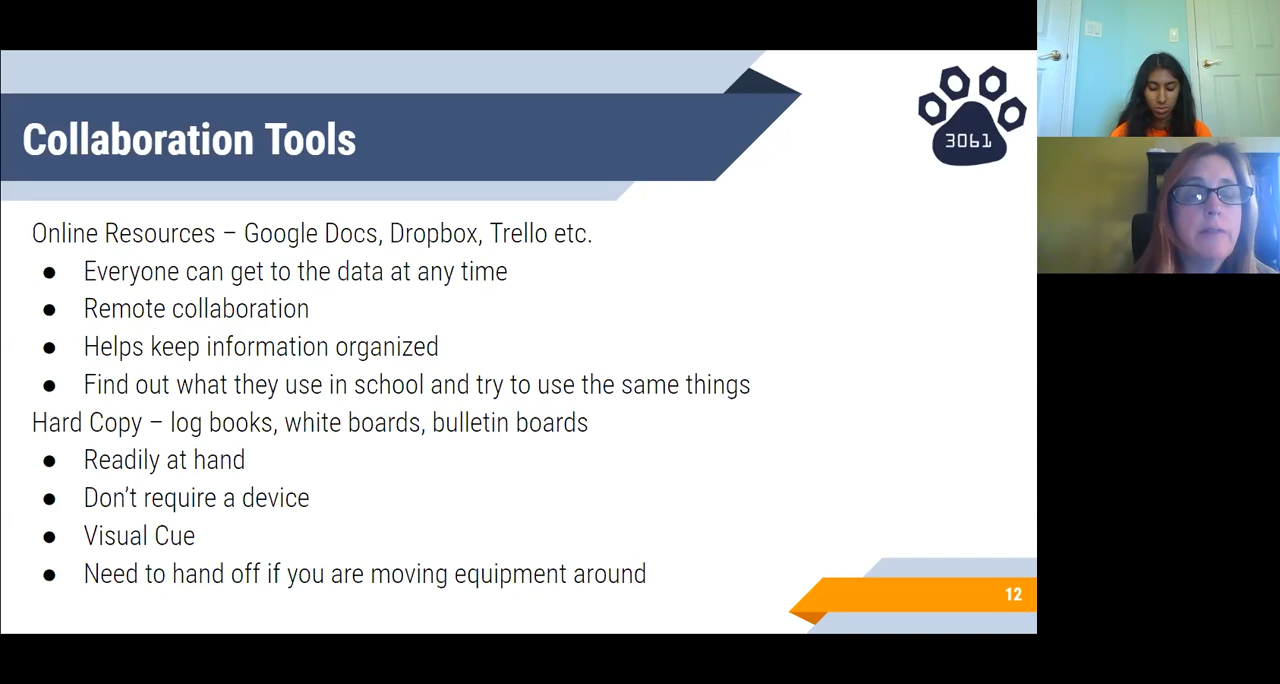 Collaboration Tools
3061
Online Resources – Google Docs, Dropbox, Trello etc.
● Everyone can get to the data at any time
● Remote collaboration
● Helps keep information organized
● Find out what they use in school and try to use the same things
Hard Copy – log books, white boards, bulletin boards
● Readily at hand
● Don’t require a device
● Visual Cue
● Need to hand off if you are moving equipment around
12